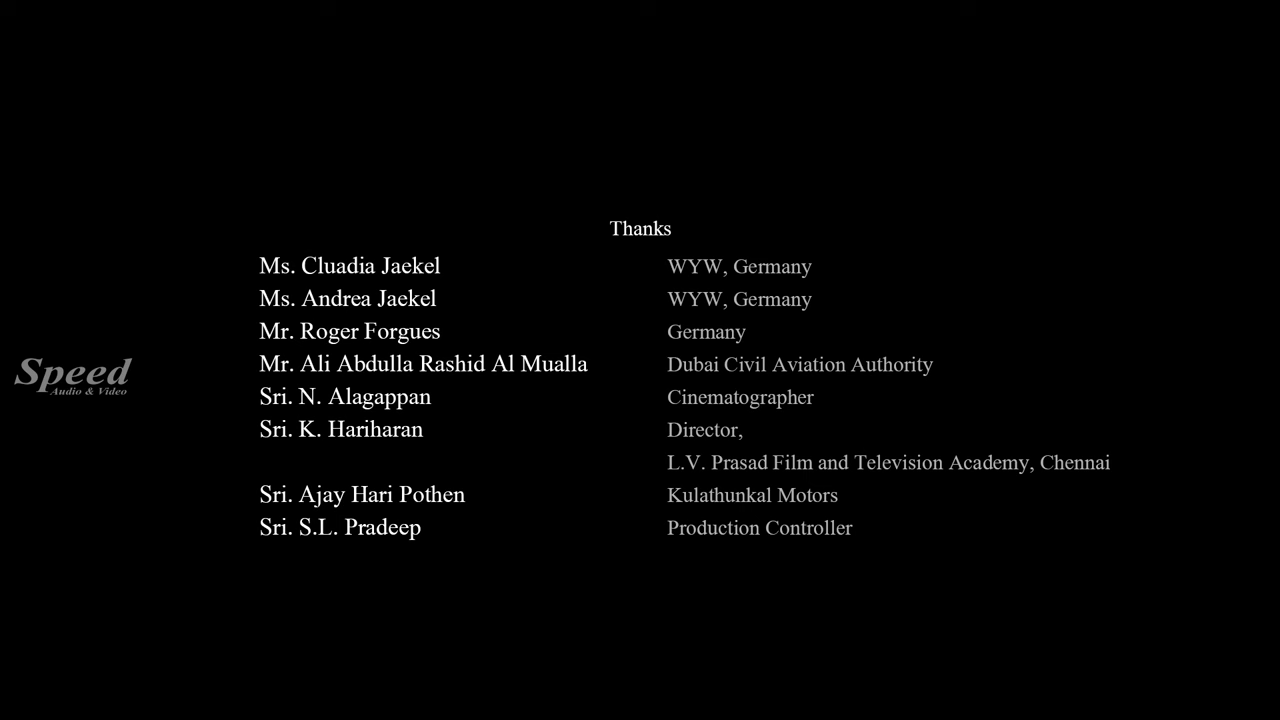 Thanks
Ms. Cluadia Jaekel WYW, Germany
Ms. Andrea Jaekel WYW, Germany
Mr. Roger Forgues Germany
Mr. Ali Abdulla Rashid Al Mualla Dubai Civil Aviation Authority
Sri. N. Alagappan Cinematographer
Sri. K. Hariharan Director,
L.V. Prasad Film and Television Academy, Chennai
Sri. Ajay Hari Pothen Kulathunkal Motors
Sri. S.L. Pradeep Production Controller
Speed
Audio & Video